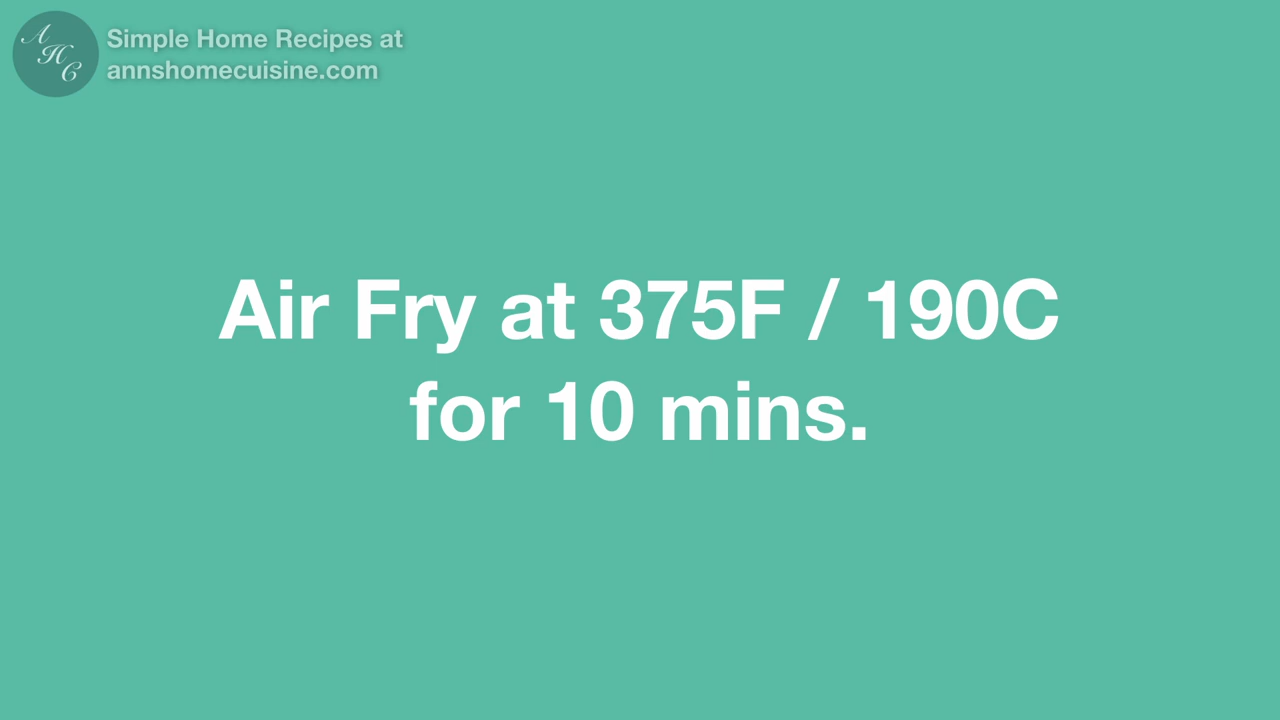 A
H
C
Simple Home Recipes at
annshomecuisine.com
Air Fry at 375F / 190C
for 10 mins.